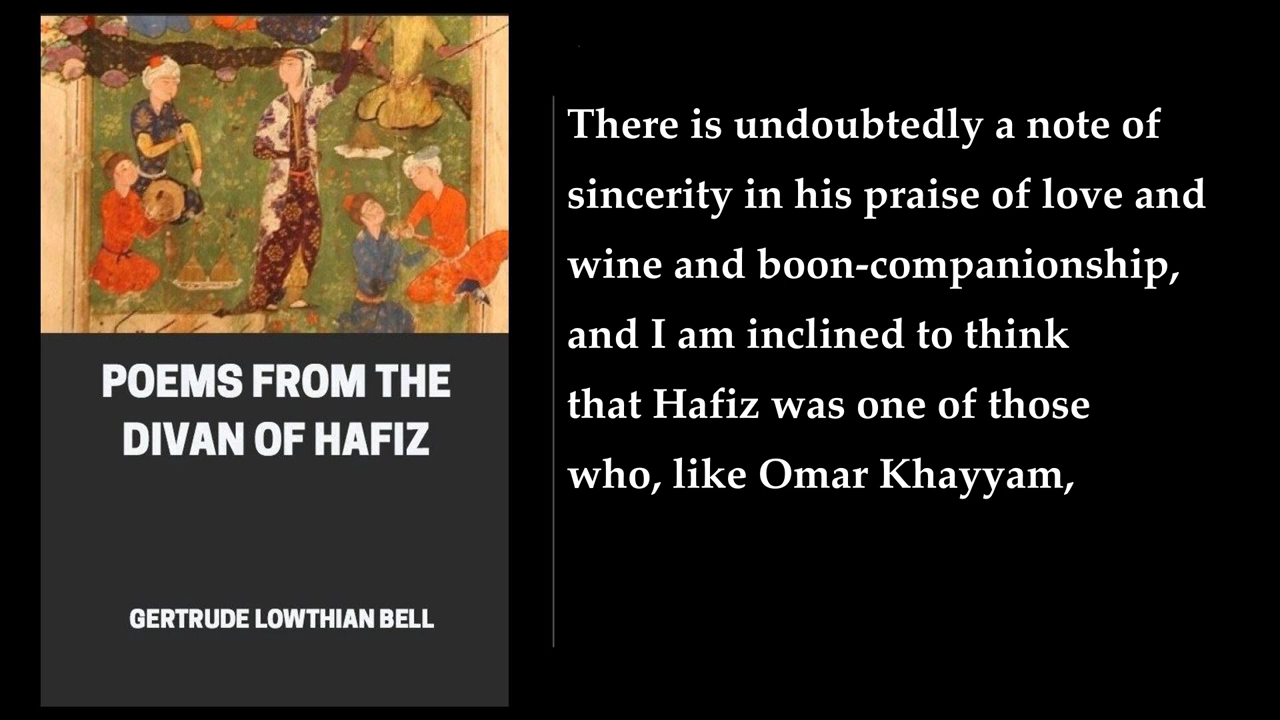 POEMS FROM THE
DIVAN OF HAFIZ
GERTRUDE LOWTHIAN BELL
There is undoubtedly a note of
sincerity in his praise of love and
wine and boon-companionship,
and I am inclined to think
that Hafiz was one of those
who, like Omar Khayyam,